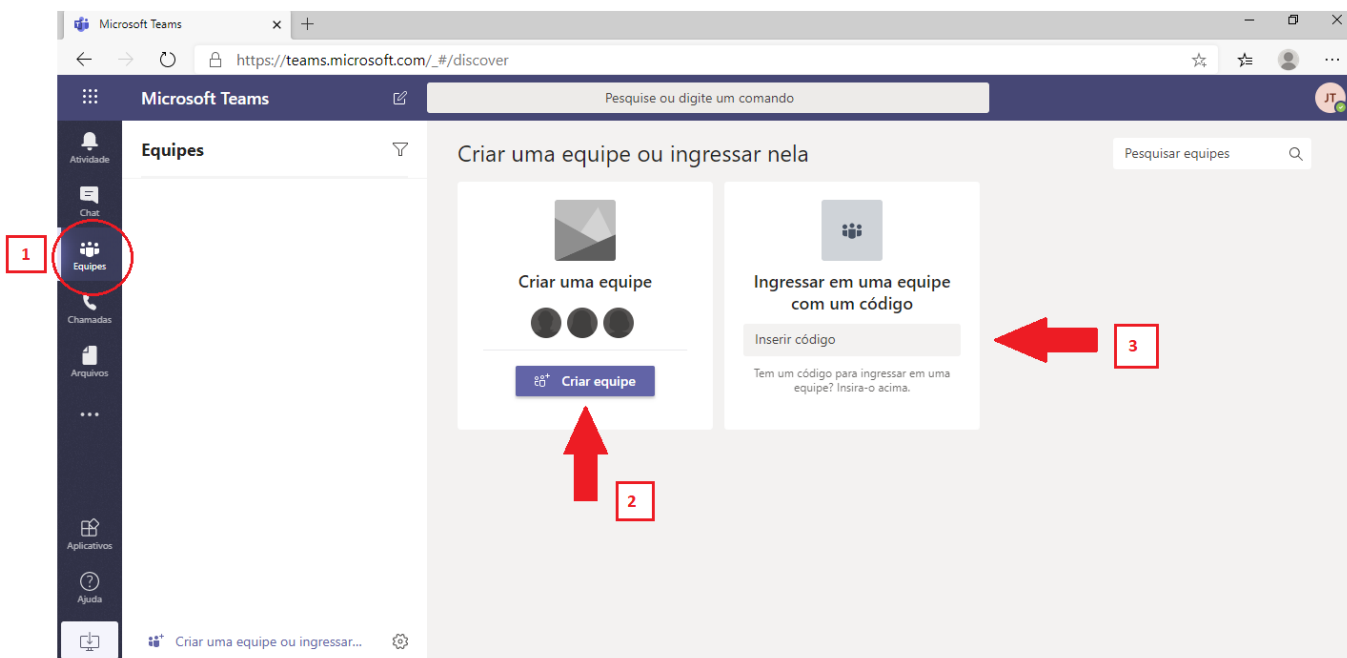 Microsoft Teams
https://teams.microsoft.com/_#/discover
Microsoft Teams
Pesquise ou digite um comando
JT
Atividade
Equipes
Criar uma equipe ou ingressar nela
Pesquisar equipes
Chat
1
Equipes
Criar uma equipe
Ingressar em uma equipe
com um código
Chamadas
Inserir código
3
Arquivos
Tem um código para ingressar em uma
equipe? Insira-o acima.
Criar equipe
2
Aplicativos
Ajuda
Criar uma equipe ou ingressar...